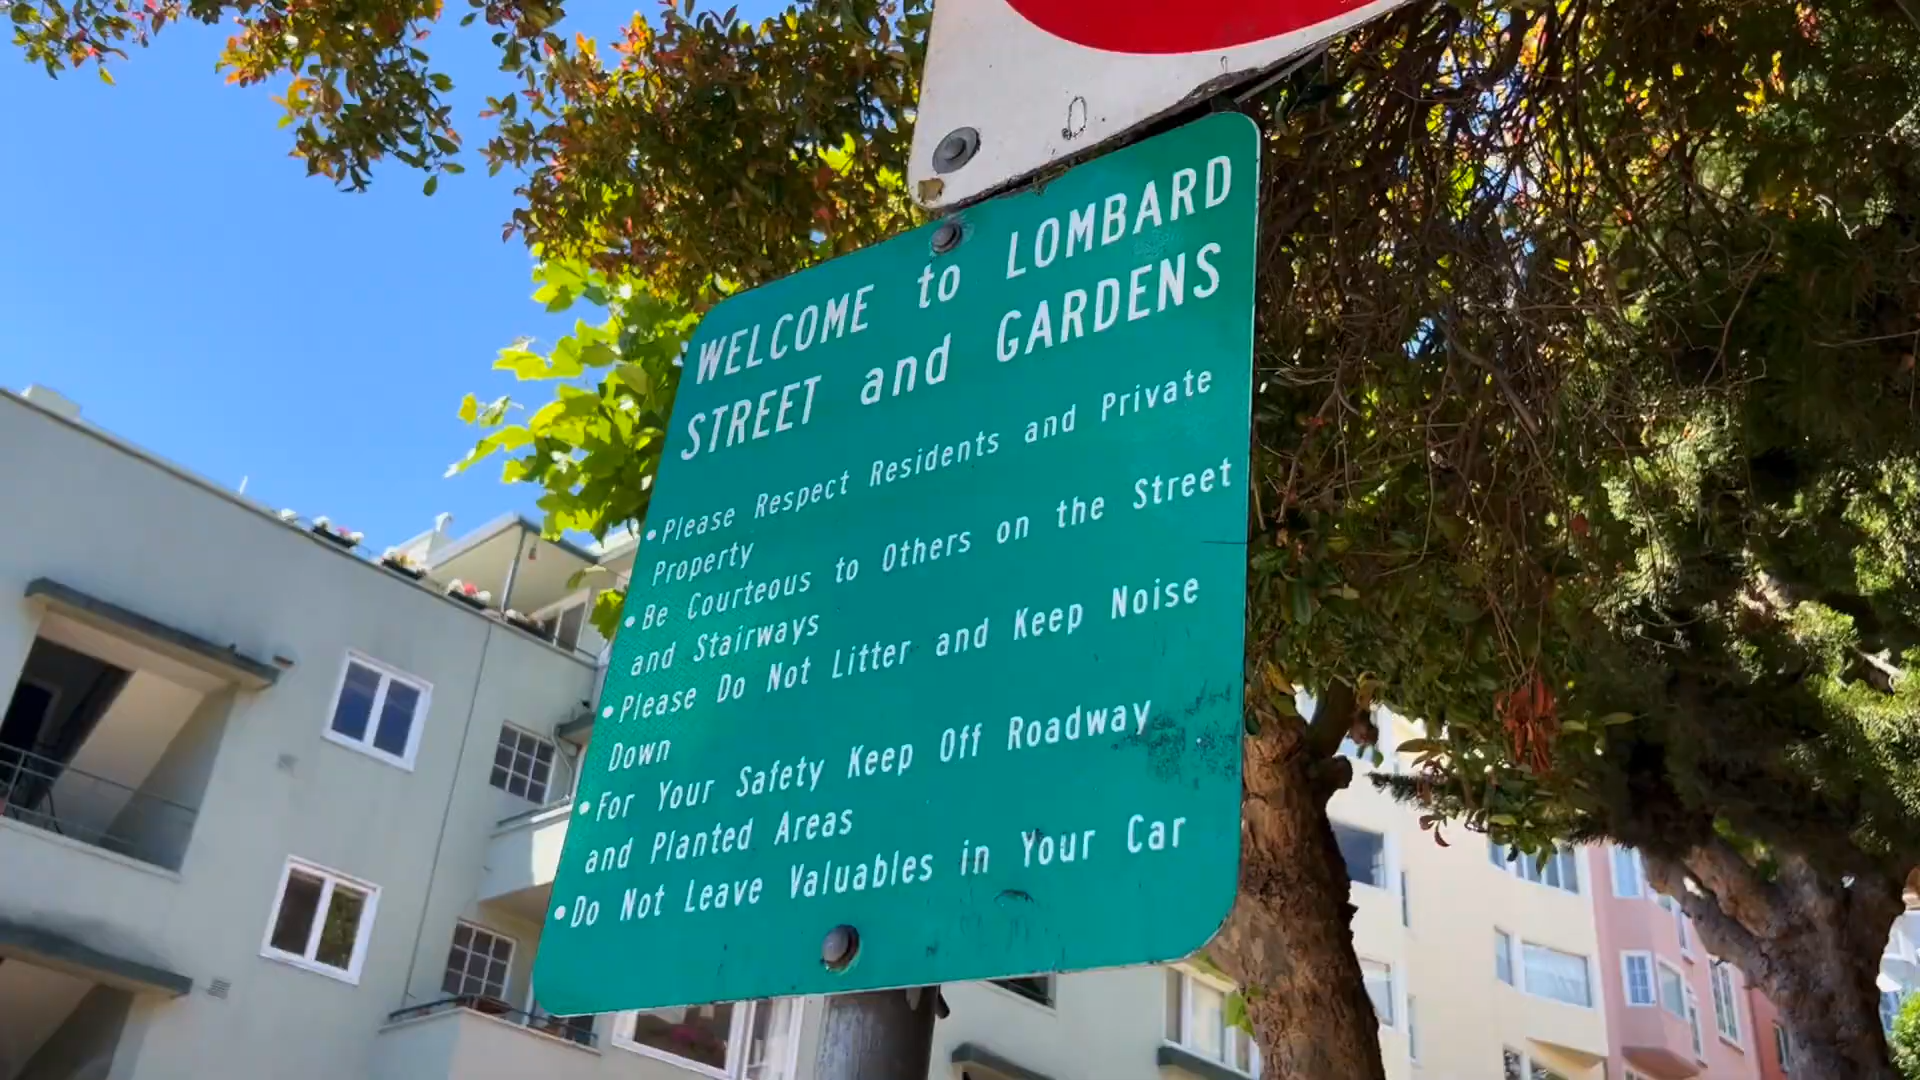 WELCOME to LOMBARD
STREET and GARDENS
•Please Respect Residents and Private
Property
•Be Courteous to Others on the Street
and Stairways
•Please Do Not Litter and Keep Noise
Down
•For Your Safety Keep Off Roadway
and Planted Areas
•Do Not Leave Valuables in Your Car